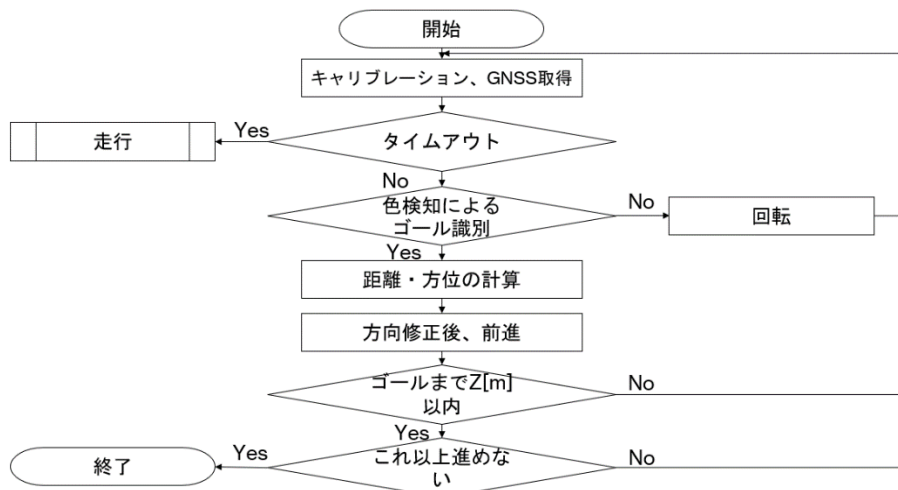 開始
キャリブレーション、GNSS取得
走行
Yes
タイムアウト
No
色検知による
ゴール識別
No
回転
Yes
距離・方位の計算
方向修正後、前進
ゴールまでZ[m]
以内
No
Yes
終了
Yes
これ以上進めな
い
No